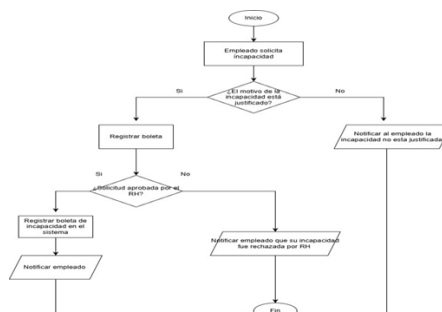 Inicio
Empleado solicita
incapacidad
¿El motivo de la
incapacidad está
justificado?
Si
No
Registrar boleta
Notificar al empleado la
incapacidad no esta justificada
Si
No
¿Solicitud aprobada por el
RH?
Registrar boleta de
incapacidad en el
sistema
Notificar empleado que su incapacidad
fue rechazada por RH
Notificar empleado
Fin